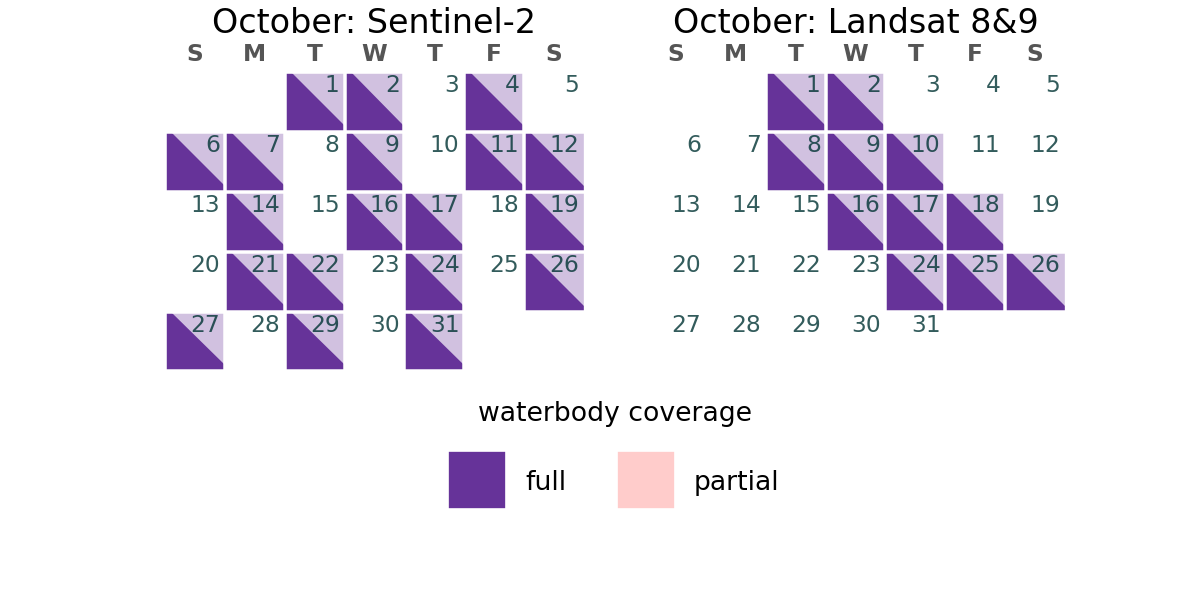 October: Sentinel-2
S M T W T F S
1 2 3 4 5
6 7 8 9 10 11 12
13 14 15 16 17 18 19
20 21 22 23 24 25 26
27 28 29 30 31
October: Landsat 8&9
S M T W T F S
1 2 3 4 5
6 7 8 9 10 11 12
13 14 15 16 17 18 19
20 21 22 23 24 25 26
27 28 29 30 31
waterbody coverage
full partial